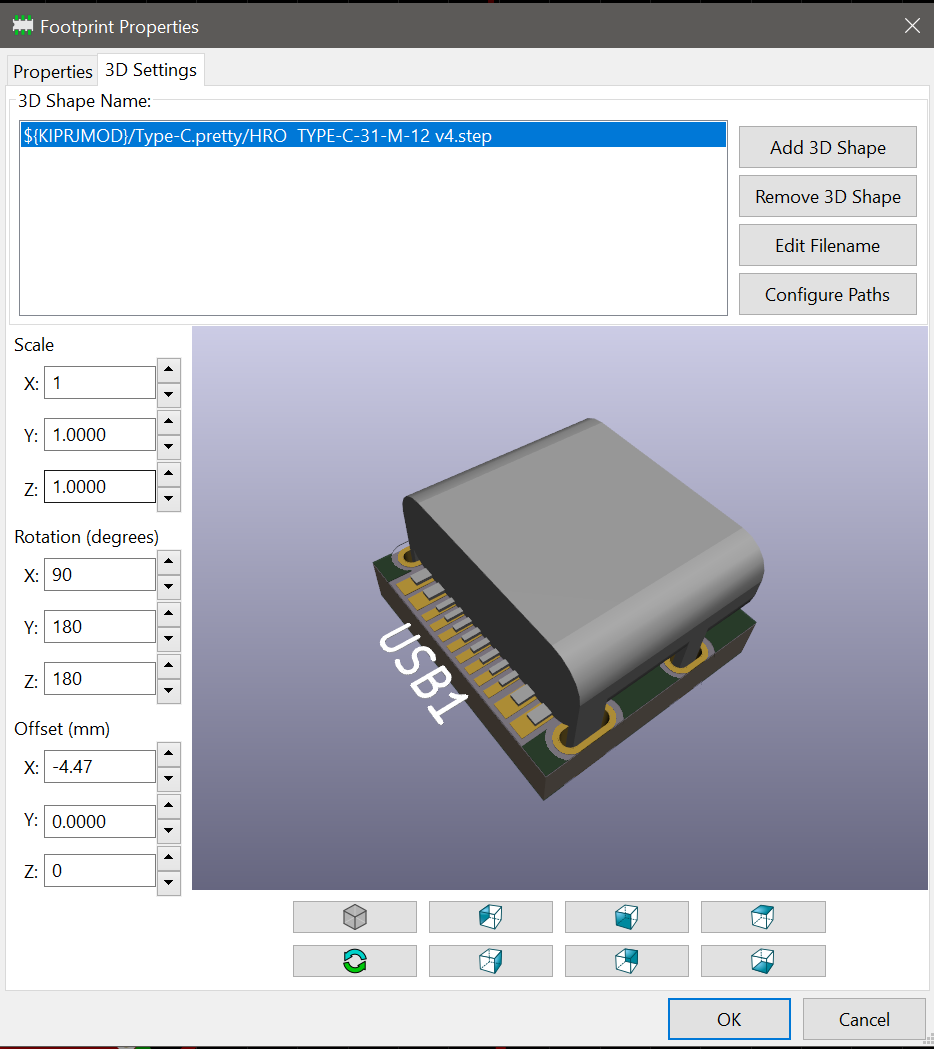 Footprint Properties
Properties 3D Settings
3D Shape Name:
${KIPRJMOD}/Type-C.pretty/HRO  TYPE-C-31-M-12 v4.step
Add 3D Shape
Remove 3D Shape
Edit Filename
Configure Paths
Scale
X: 1
Y: 1.0000
Z: 1.0000
Rotation (degrees)
X: 90
Y: 180
Z: 180
Offset (mm)
X: -4.47
Y: 0.0000
Z: 0
USB1
OK Cancel